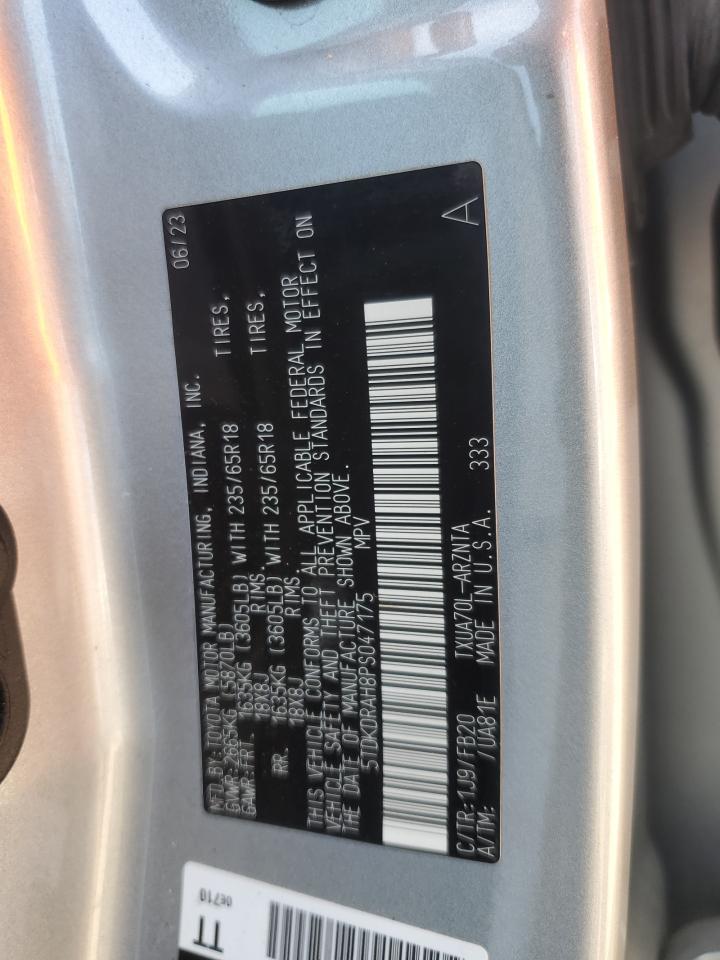 MFD BY: TOYOTA MOTOR MANUFACTURING, INDIANA, INC. 06/23
GVWR: 2665KG (5870LB)
GAWR: FRT 1635KG (3605LB) WITH 235/65R18 TIRES,
18X8J RIMS.
RR. 1635KG (3605LB) WITH 235/65R18 TIRES,
18X8J RIMS.
THIS VEHICLE CONFORMS TO ALL APPLICABLE FEDERAL MOTOR
VEHICLE SAFETY AND THEFT PREVENTION STANDARDS IN EFFECT ON
THE DATE OF MANUFACTURE SHOWN ABOVE.
5TDKDRAH8PS047175 MPV
A
C/TR: 1J9/FB20 TXUA70L-ARZNTA
A/TM: /UA81E MADE IN U.S.A. 333
0E710
TT